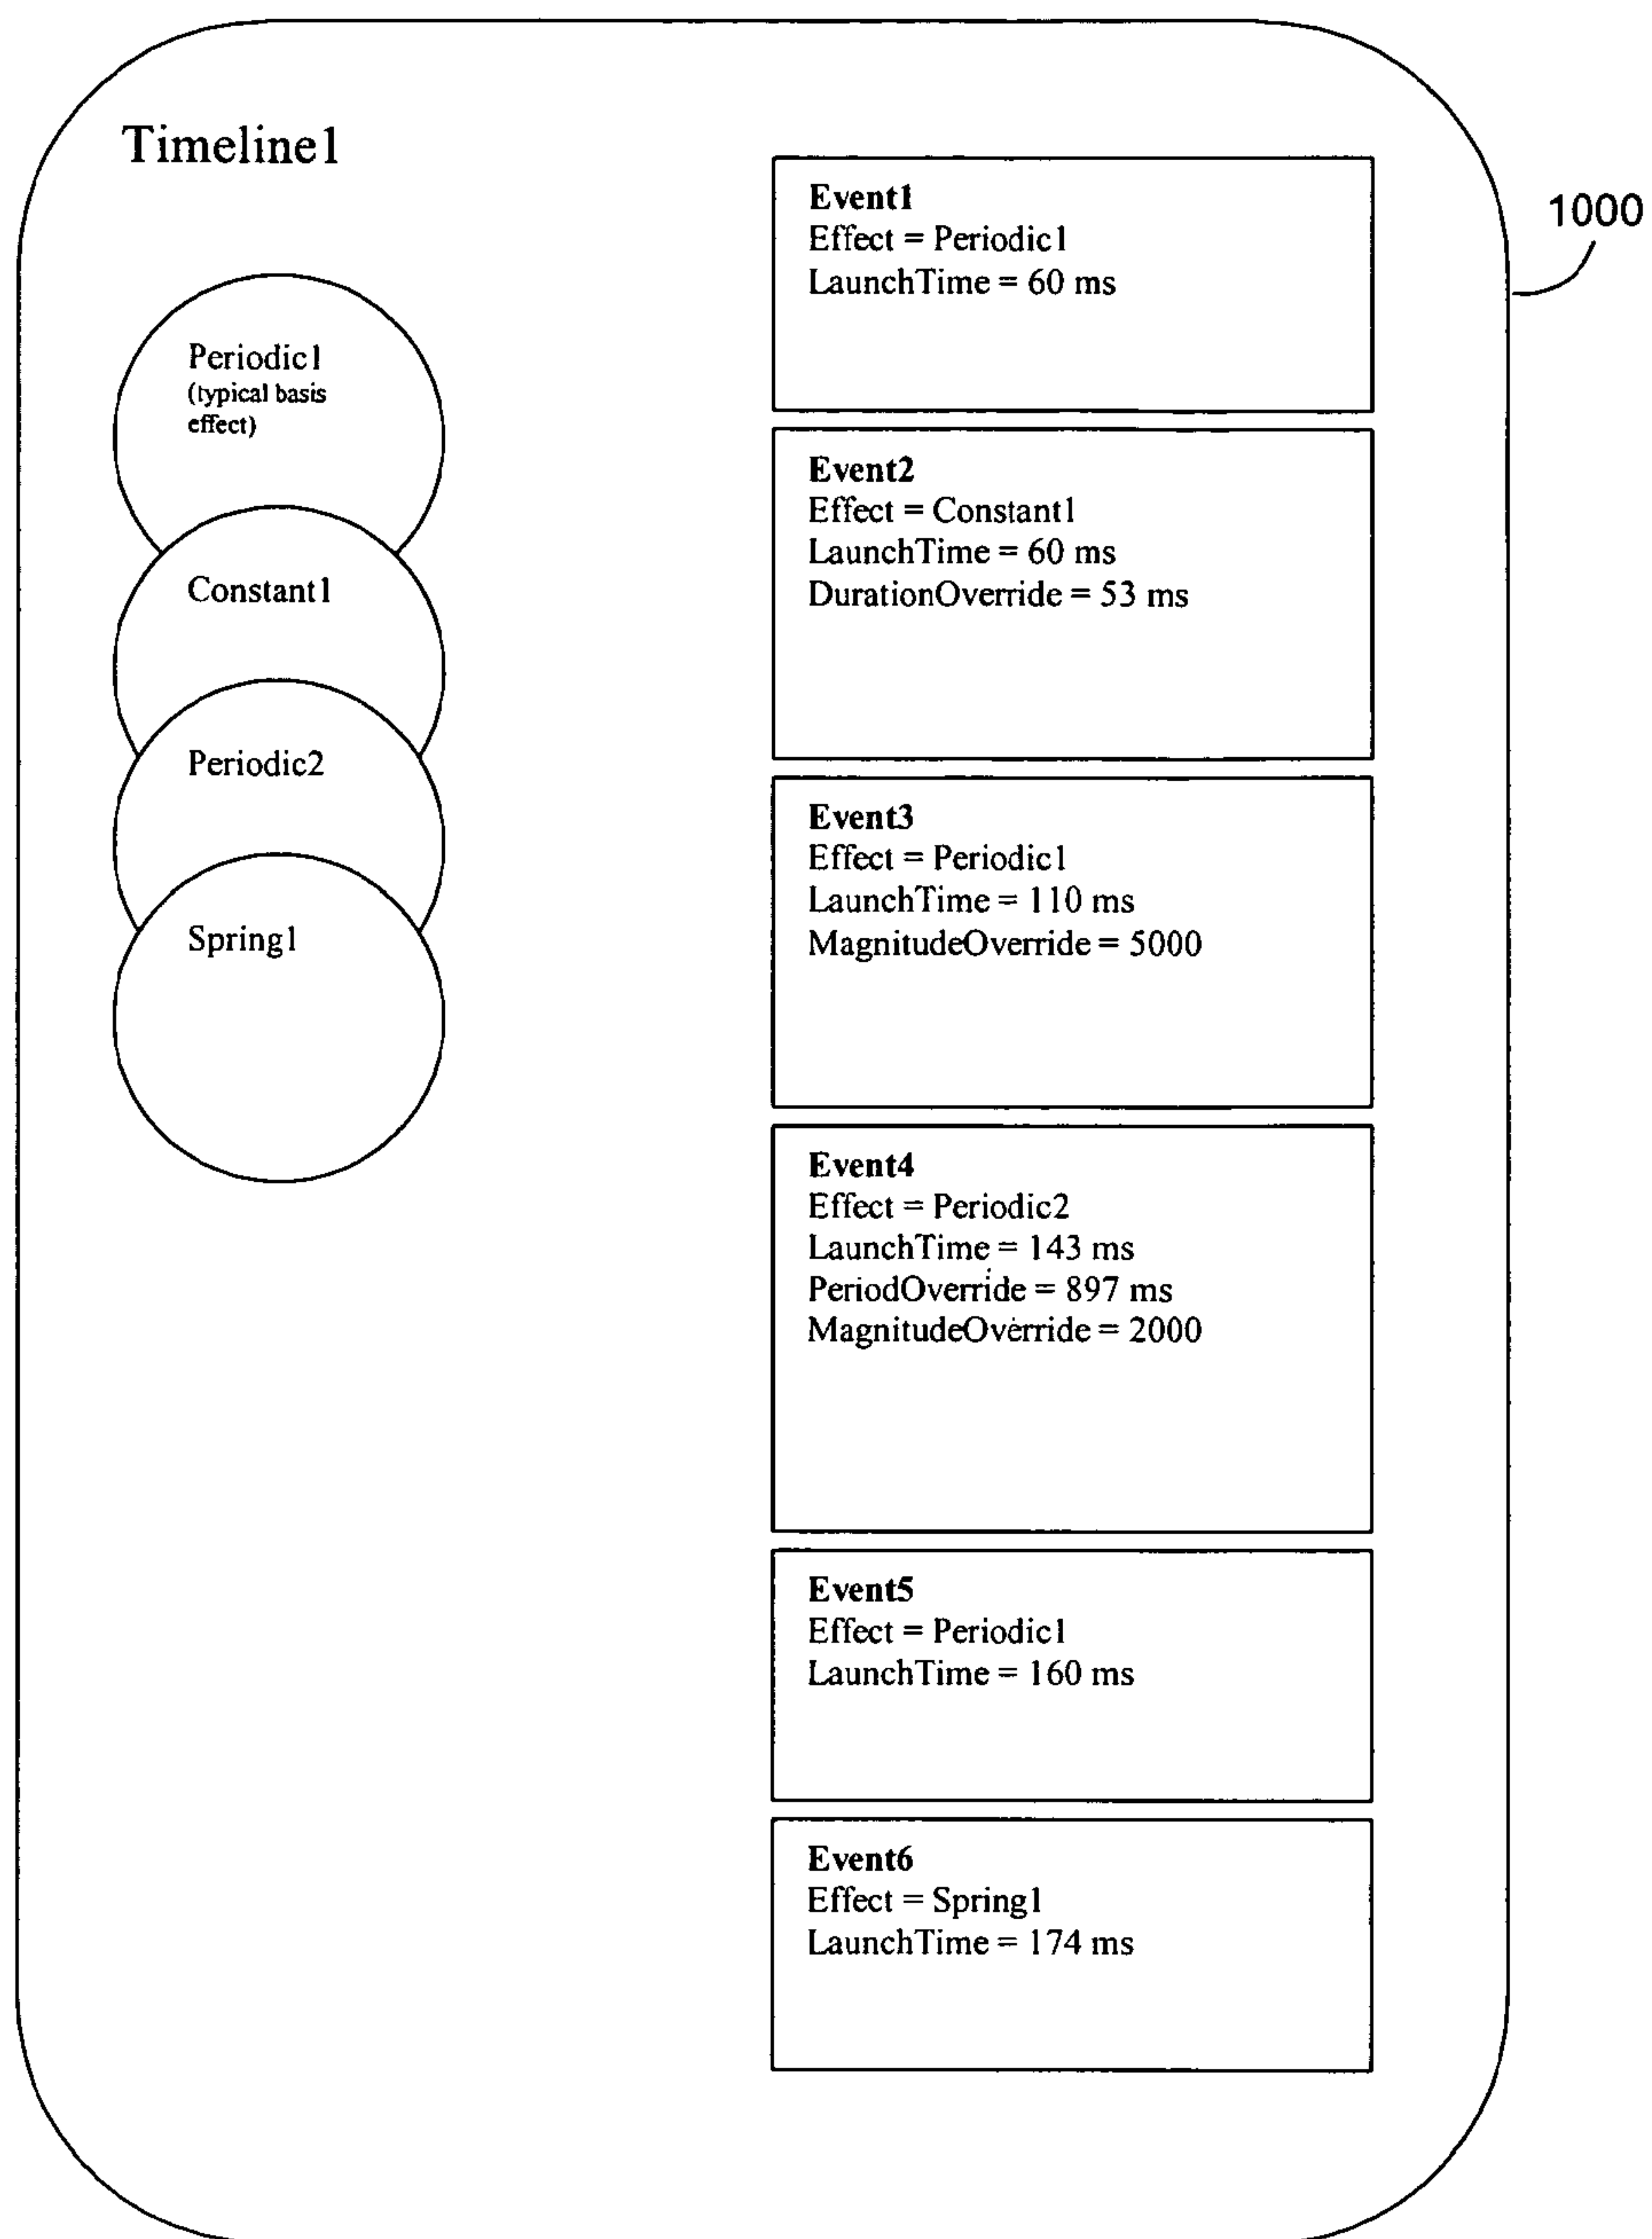 Timeline1
Periodic1
(typical basis
effect)
Constant1
Periodic2
Spring1
Event1
Effect = Periodic1
LaunchTime = 60 ms
Event2
Effect = Constant1
LaunchTime = 60 ms
DurationOverride = 53 ms
Event3
Effect = Periodic1
LaunchTime = 110 ms
MagnitudeOverride = 5000
Event4
Effect = Periodic2
LaunchTime = 143 ms
PeriodOverride = 897 ms
MagnitudeOverride = 2000
Event5
Effect = Periodic1
LaunchTime = 160 ms
Event6
Effect = Spring1
LaunchTime = 174 ms
1000